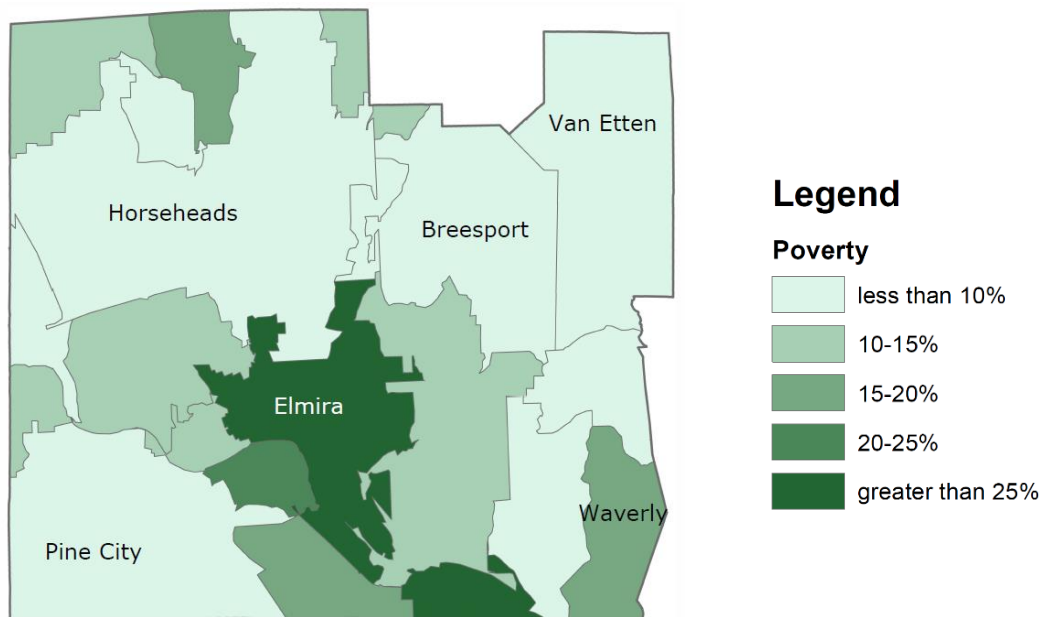 Van Etten
Horseheads
Breesport
Elmira
Waverly
Pine City
Legend
Poverty
less than 10%
10-15%
15-20%
20-25%
greater than 25%